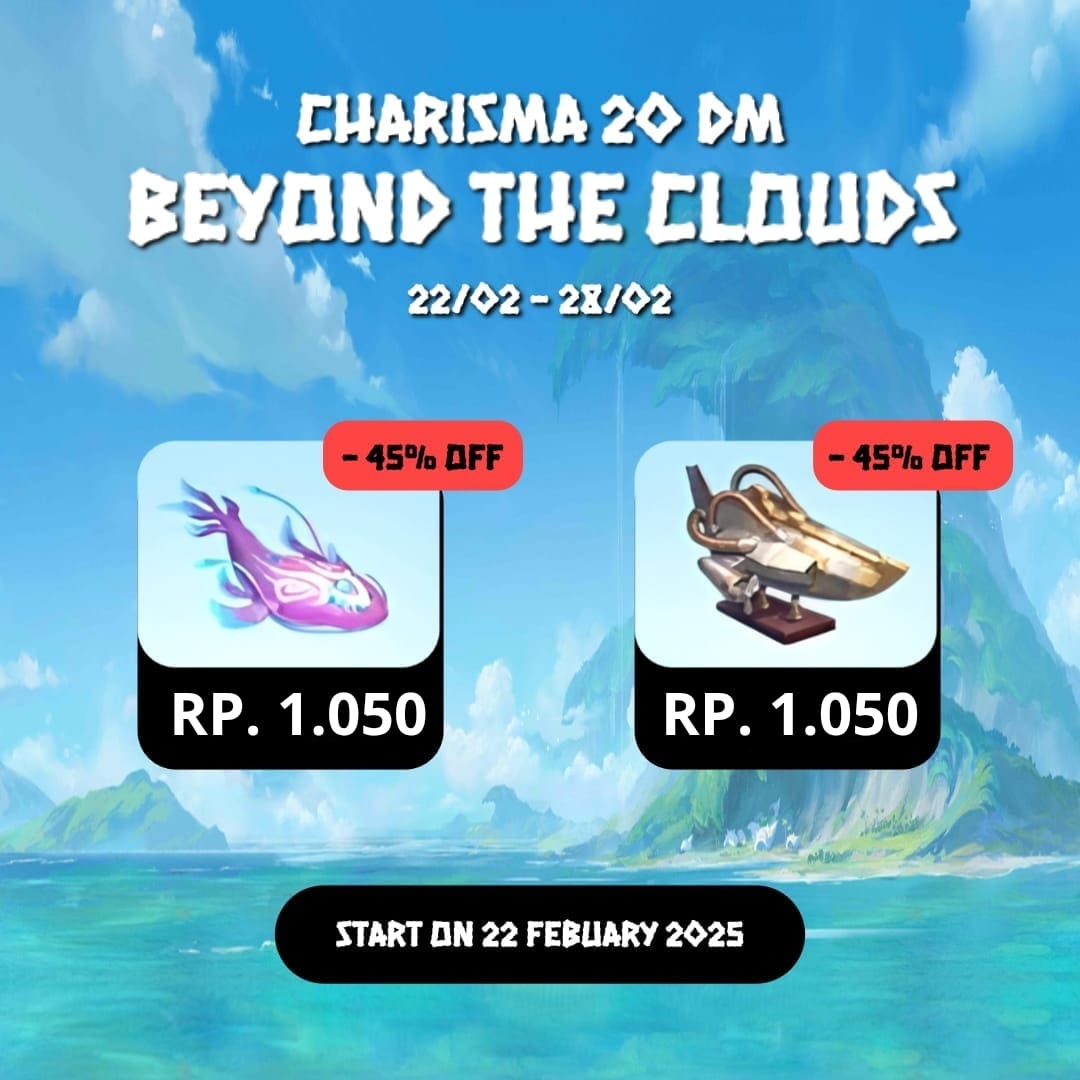 CHARISMA 20 DM
BEYOND THE CLOUDS
22/02 - 28/02
- 45% OFF
- 45% OFF
RP. 1.050
RP. 1.050
START ON 22 FEBUARY 2025